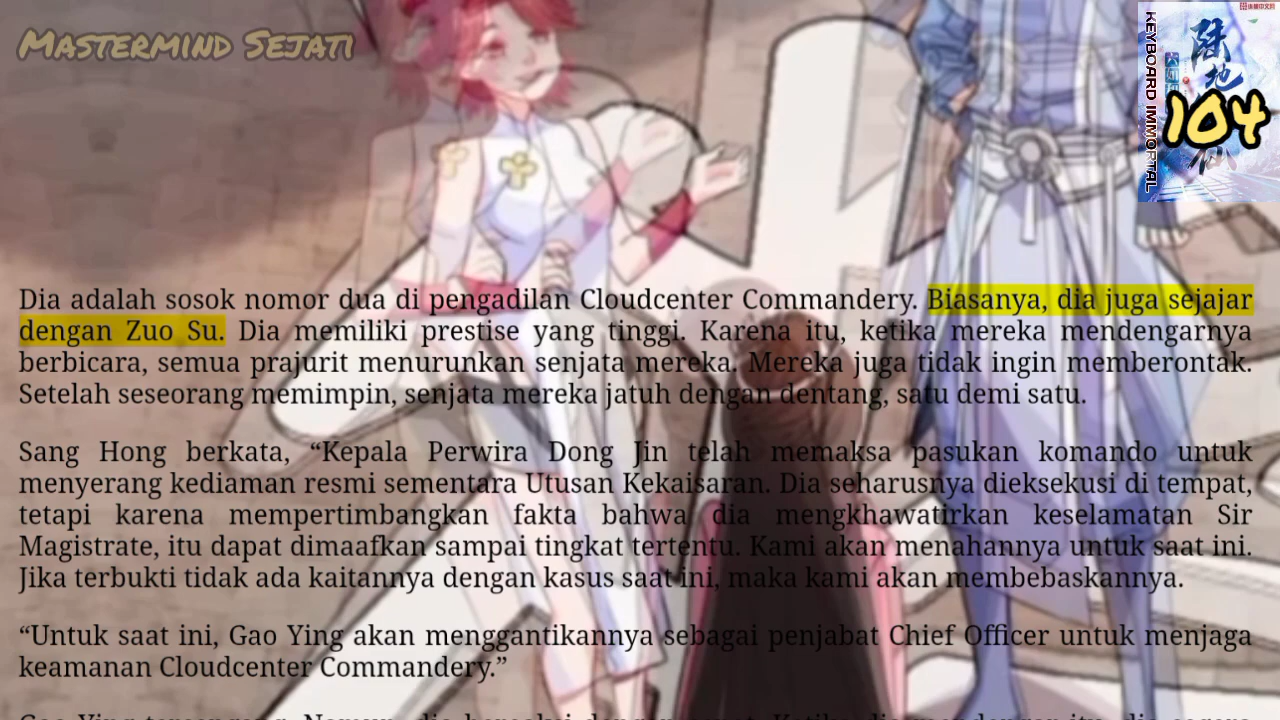 Mastermind Sejati
KEYBOARD IMMORTAL
104
Dia adalah sosok nomor dua di pengadilan Cloudcenter Commandery. Biasanya, dia juga sejajar
dengan Zuo Su. Dia memiliki prestise yang tinggi. Karena itu, ketika mereka mendengarnya
berbicara, semua prajurit menurunkan senjata mereka. Mereka juga tidak ingin memberontak.
Setelah seseorang memimpin, senjata mereka jatuh dengan dentang, satu demi satu.
Sang Hong berkata, “Kepala Perwira Dong Jin telah memaksa pasukan komando untuk
menyerang kediaman resmi sementara Utusan Kekaisaran. Dia seharusnya dieksekusi di tempat,
tetapi karena mempertimbangkan fakta bahwa dia mengkhawatirkan keselamatan Sir
Magistrate, itu dapat dimaafkan sampai tingkat tertentu. Kami akan menahannya untuk saat ini.
Jika terbukti tidak ada kaitannya dengan kasus saat ini, maka kami akan membebaskannya.
“Untuk saat ini, Gao Ying akan menggantikannya sebagai penjabat Chief Officer untuk menjaga
keamanan Cloudcenter Commandery.”